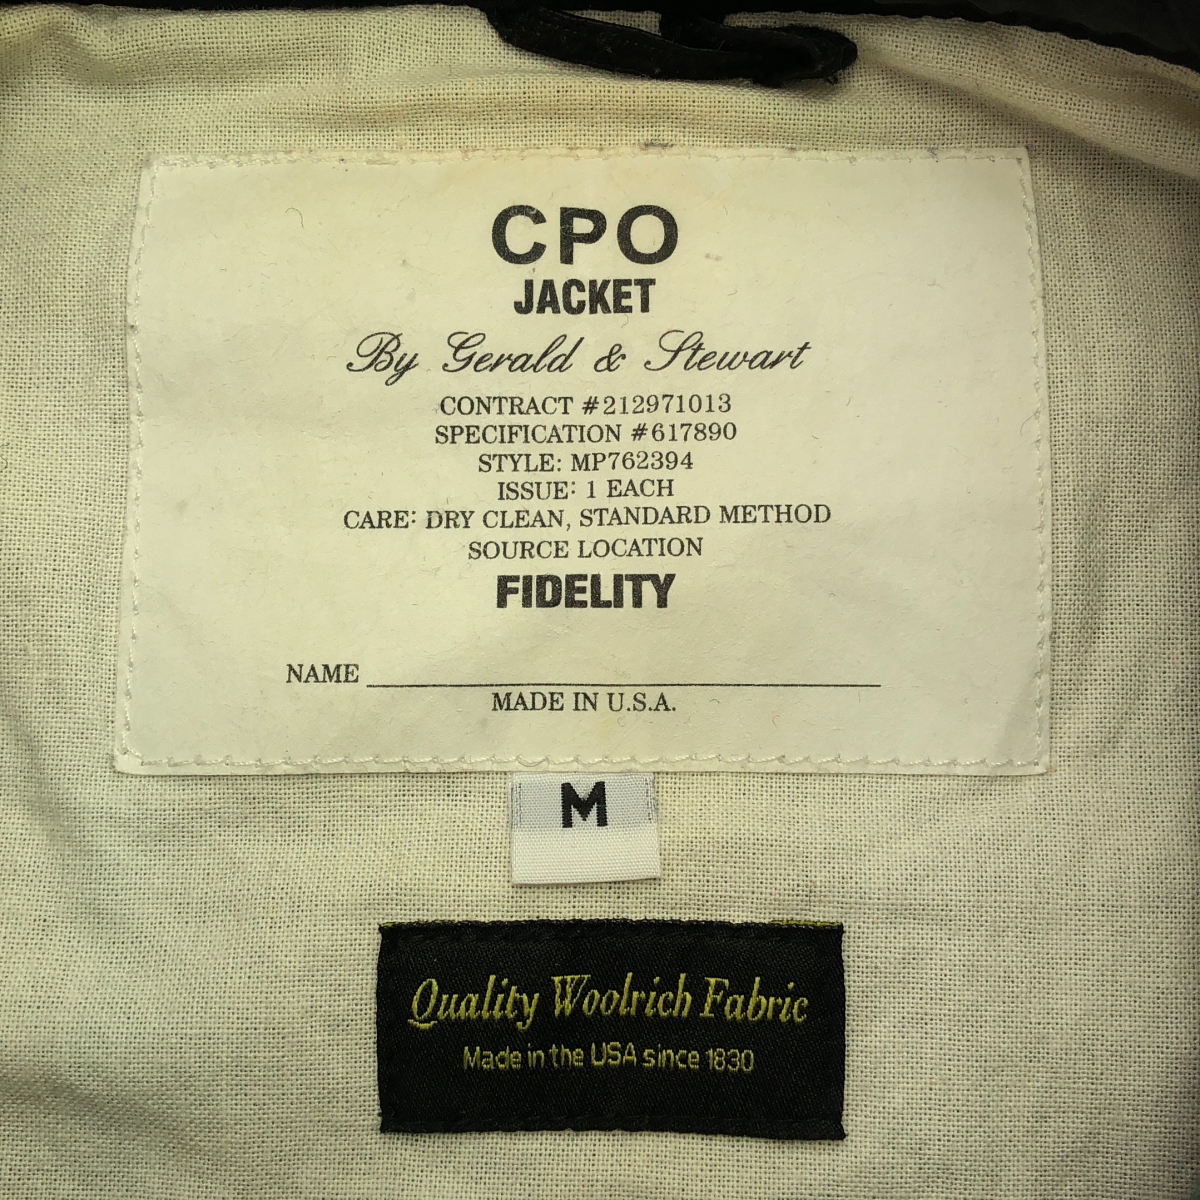 CPO
JACKET
By Gerald & Stewart
CONTRACT #212971013
SPECIFICATION #617890
STYLE: MP762394
ISSUE: 1 EACH
CARE: DRY CLEAN, STANDARD METHOD
SOURCE LOCATION
FIDELITY
NAME
MADE IN U.S.A.
M
Quality Woolrich Fabric
Made in the USA since 1830